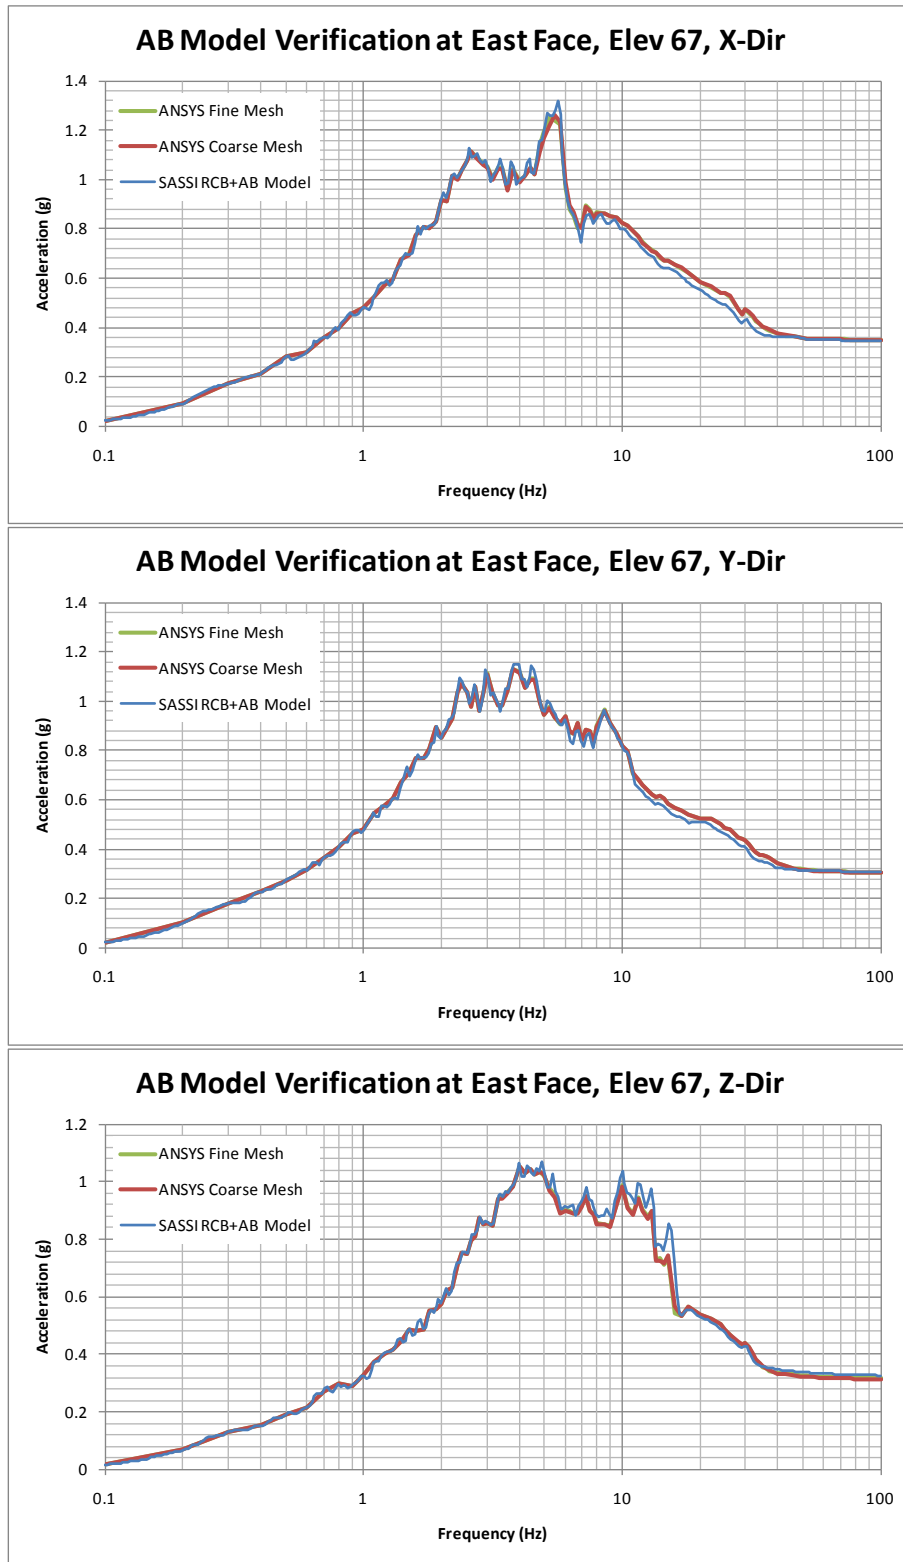 AB Model Verification at East Face, Elev 67, X-Dir
1.4
1.2
1
0.8
0.6
0.4
0.2
0
Acceleration (g)
ANSYS Fine Mesh
ANSYS Coarse Mesh
SASSI RCB+AB Model
0.1
1
10
100
Frequency (Hz)
AB Model Verification at East Face, Elev 67, Y-Dir
1.4
1.2
1
0.8
0.6
0.4
0.2
0
Acceleration (g)
ANSYS Fine Mesh
ANSYS Coarse Mesh
SASSI RCB+AB Model
0.1
1
10
100
Frequency (Hz)
AB Model Verification at East Face, Elev 67, Z-Dir
1.2
1
0.8
0.6
0.4
0.2
0
Acceleration (g)
ANSYS Fine Mesh
ANSYS Coarse Mesh
SASSI RCB+AB Model
0.1
1
10
100
Frequency (Hz)